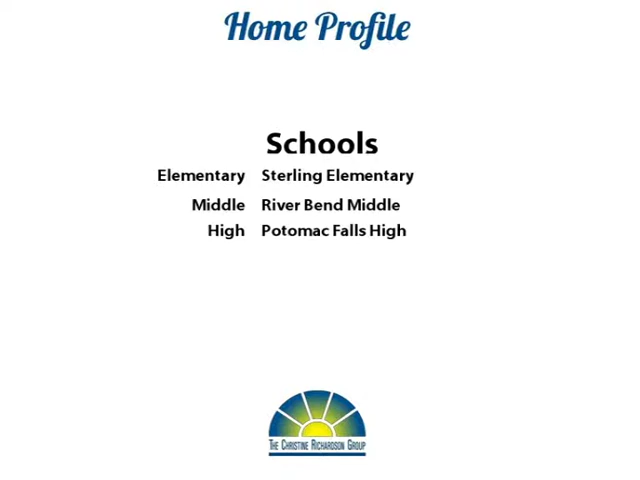 Home Profile
Schools
Elementary Sterling Elementary
Middle River Bend Middle
High Potomac Falls High
The Christine Richardson Group